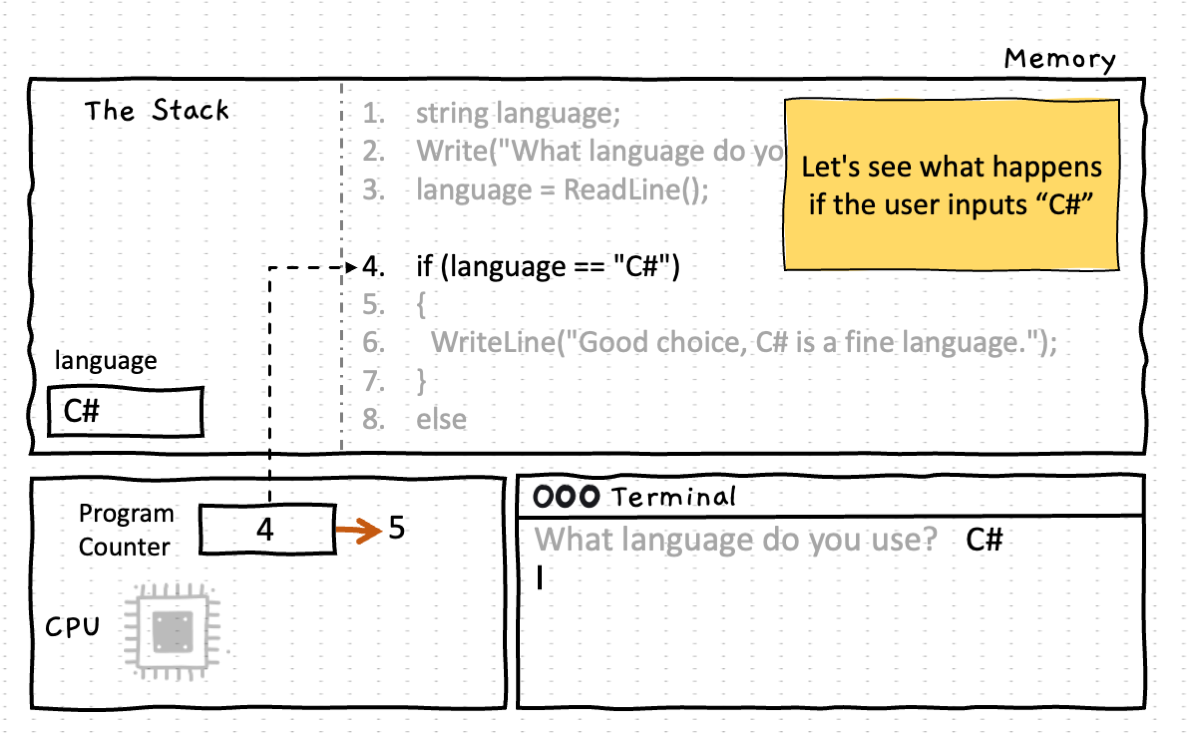 Memory
The Stack
1. string language;
2. Write("What language do yo
3. language = ReadLine();
Let's see what happens
if the user inputs “C#”
4. if (language == "C#")
5. {
6. WriteLine("Good choice, C# is a fine language.");
7. }
8. else
language
C#
Program
Counter
4
5
CPU
Terminal
What language do you use? C#